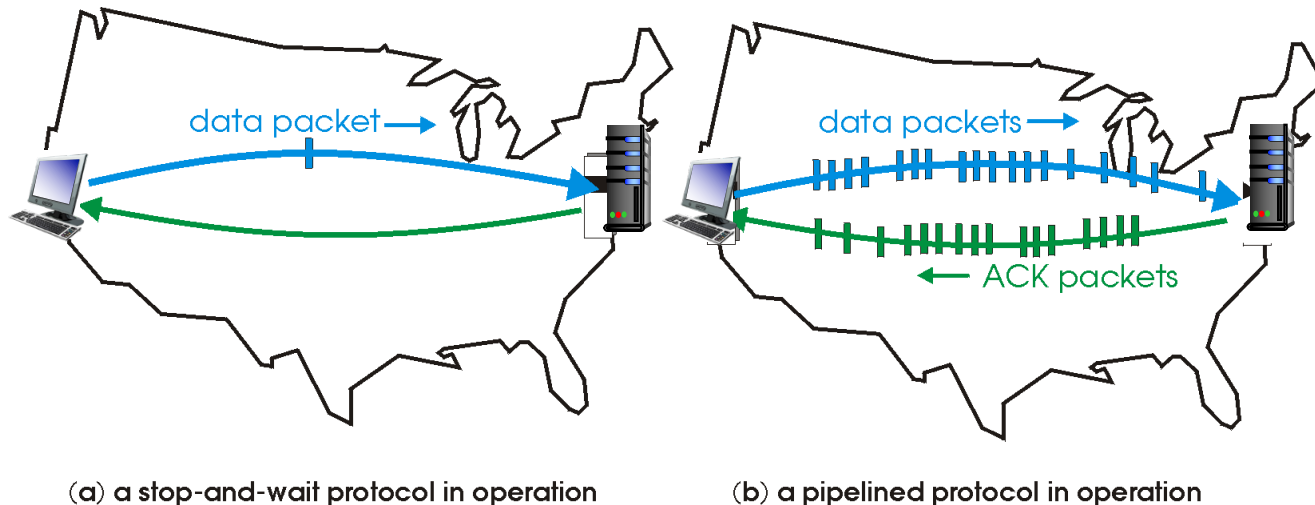 data packet
data packets
ACK packets
(a) a stop-and-wait protocol in operation
(b) a pipelined protocol in operation